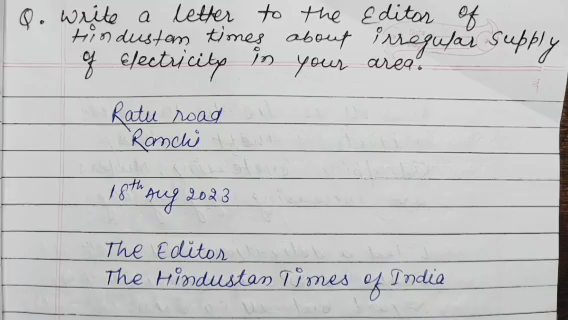 Q. Write a letter to the Editor of
Hindustan times about irregular Supply
of electricity in your area.
Ratu road
Ranchi
18th Aug 2023
The Editor
The Hindustan Times of India